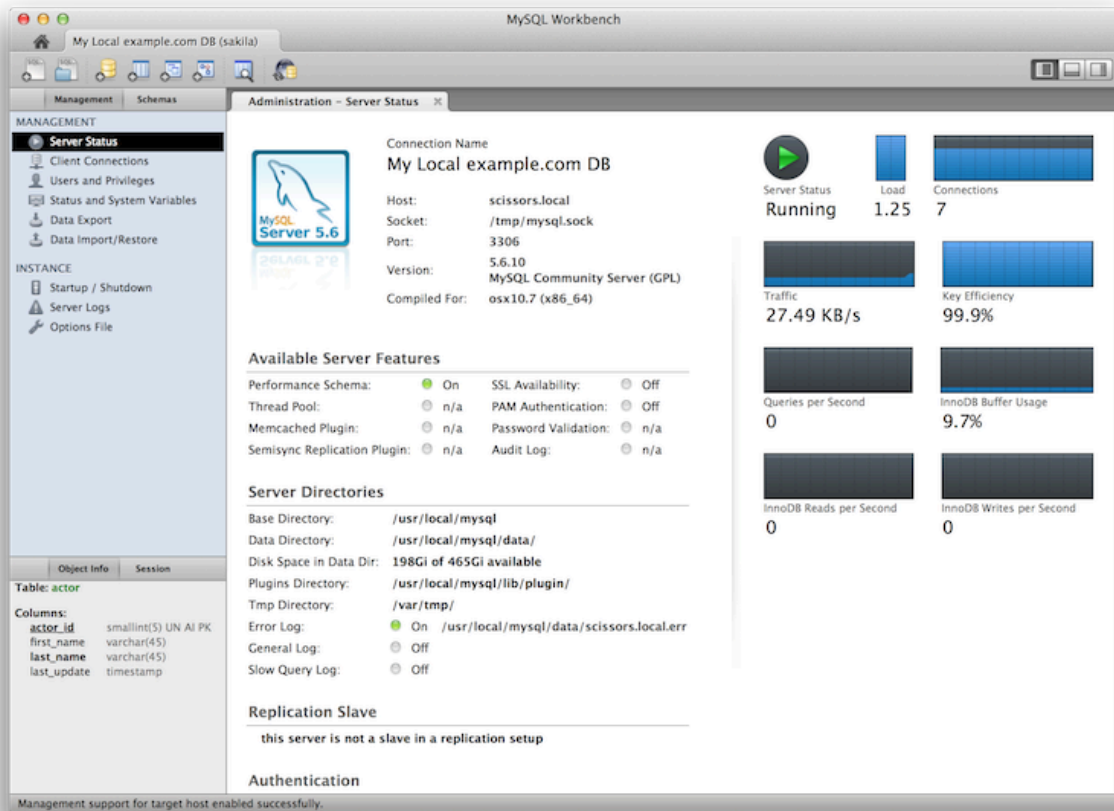 MySQL Workbench
My Local example.com DB (sakila)
Management Schemas
MANAGEMENT
Server Status
Client Connections
Users and Privileges
Status and System Variables
Data Export
Data Import/Restore
INSTANCE
Startup / Shutdown
Server Logs
Options File
Object Info Session
Table: actor
Columns:
actor_id smallint(5) UN AI PK
first_name varchar(45)
last_name varchar(45)
last_update timestamp
Administration - Server Status
MySQL
Server 5.6
Connection Name
My Local example.com DB
Host: scissors.local
Socket: /tmp/mysql.sock
Port: 3306
Version: 5.6.10
MySQL Community Server (GPL)
Compiled For: osx10.7 (x86_64)
Available Server Features
Performance Schema: On SSL Availability: Off
Thread Pool: n/a PAM Authentication: Off
Memcached Plugin: n/a Password Validation: n/a
Semisync Replication Plugin: n/a Audit Log: n/a
Server Directories
Base Directory: /usr/local/mysql
Data Directory: /usr/local/mysql/data/
Disk Space in Data Dir: 198Gi of 465Gi available
Plugins Directory: /usr/local/mysql/lib/plugin/
Tmp Directory: /var/tmp/
Error Log: On /usr/local/mysql/data/scissors.local.err
General Log: Off
Slow Query Log: Off
Replication Slave
this server is not a slave in a replication setup
Authentication
Server Status Load Connections
Running 1.25 7
Traffic Key Efficiency
27.49 KB/s 99.9%
Queries per Second InnoDB Buffer Usage
0 9.7%
InnoDB Reads per Second InnoDB Writes per Second
0 0
Management support for target host enabled successfully.